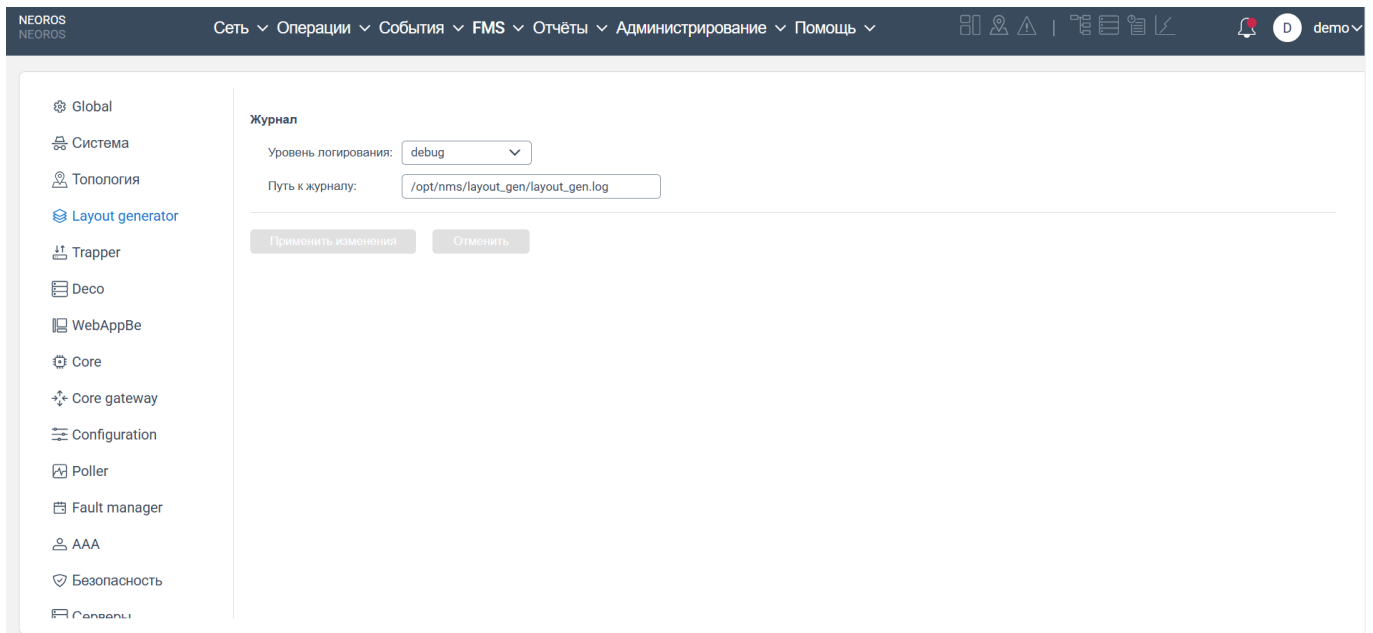 NEOROS
NEOROS
Сеть Операции События FMS Отчёты Администрирование Помощь
D demo
Global
Система
Топология
Layout generator
Trapper
Deco
WebAppBe
Core
Core gateway
Configuration
Poller
Fault manager
AAA
Безопасность
Серверы
Журнал
Уровень логирования: debug
Путь к журналу: /opt/nms/layout_gen/layout_gen.log
Применить изменения Отменить